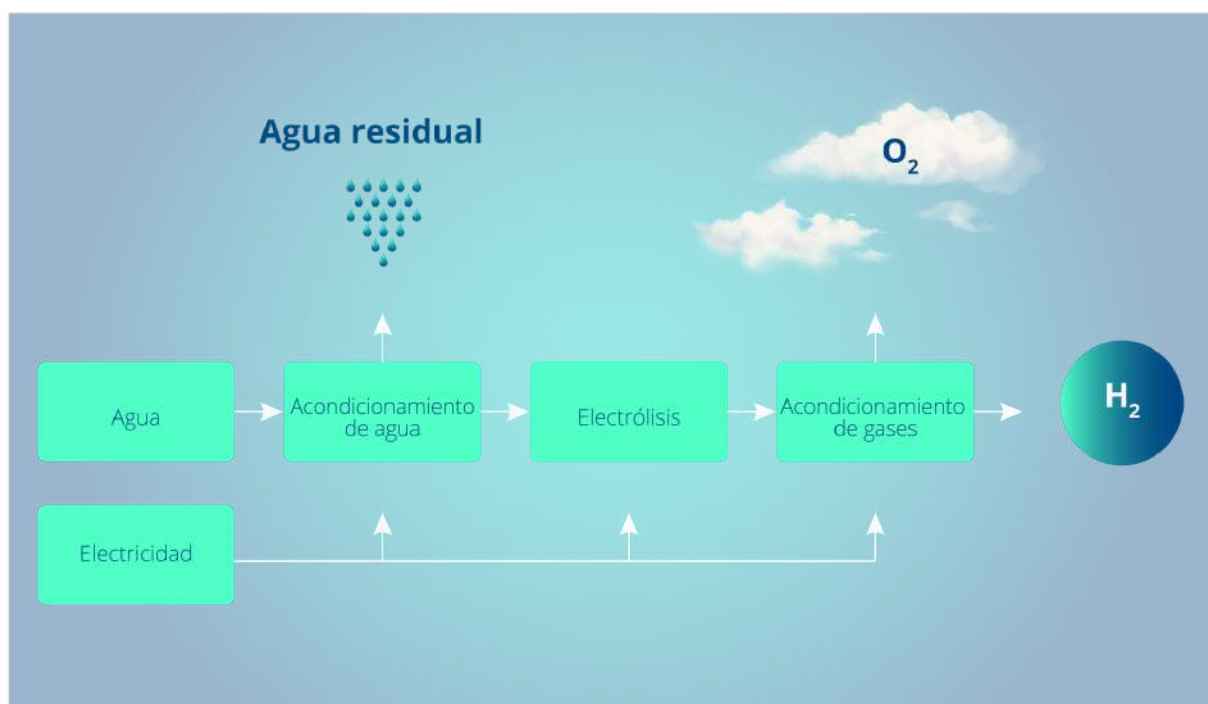 Agua residual
O₂
Agua
Acondicionamiento
de agua
Electrólisis
Acondicionamiento
de gases
H₂
Electricidad